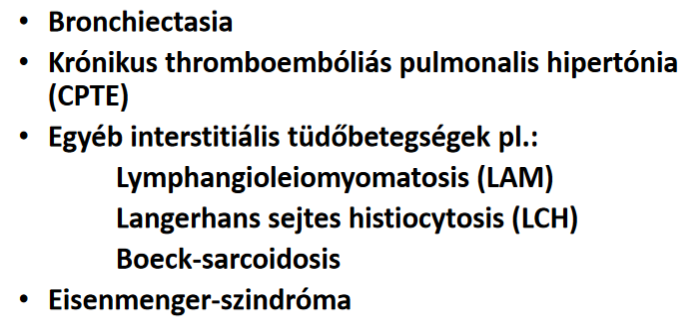 • Bronchiectasia
• Krónikus thromboembóliás pulmonalis hipertónia
(CPTE)
• Egyéb interstitiális tüdőbetegségek pl.:
Lymphangioleiomyomatosis (LAM)
Langerhans sejtes histiocytosis (LCH)
Boeck-sarcoidosis
• Eisenmenger-szindróma